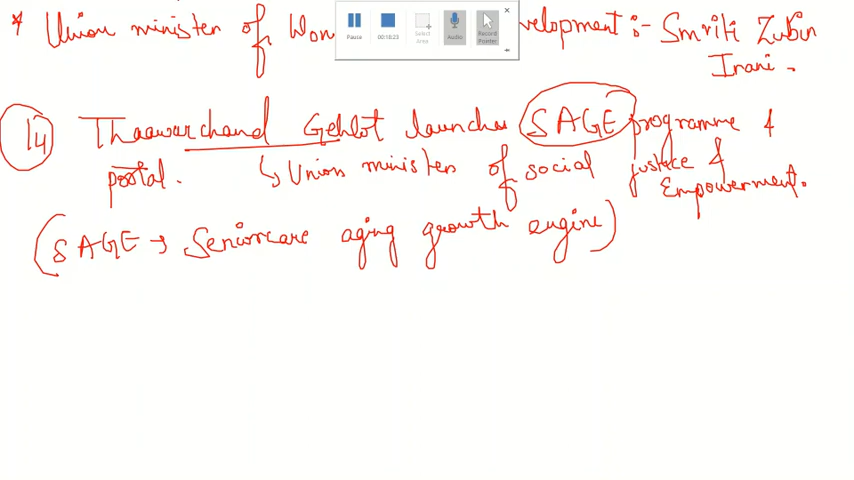 * Union minister of Wom velopment :- Smriti Zubin
Irani.
Pause 00:18:23 Select Area Audio Record Pointer
14 Thaawarchand Gehlot launches SAGE programme &
portal. ↳ Union minister of social justice &
Empowerment.
(SAGE → Seniorcare aging growth engine)